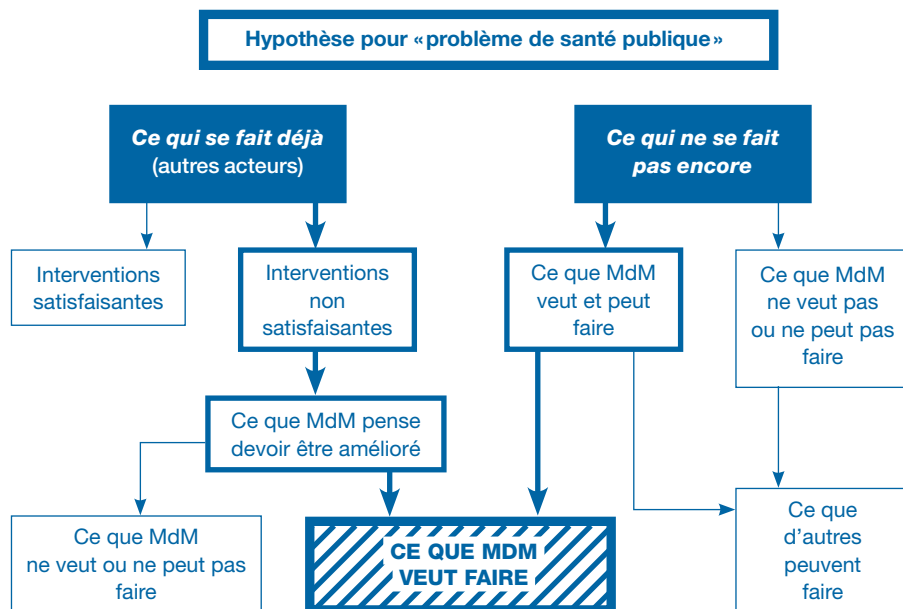 Hypothèse pour «problème de santé publique»
Ce qui se fait déjà
(autres acteurs)
Ce qui ne se fait
pas encore
Interventions
satisfaisantes
Interventions
non
satisfaisantes
Ce que MdM
veut et peut
faire
Ce que MdM
ne veut pas
ou ne peut pas
faire
Ce que MdM pense
devoir être amélioré
Ce que MdM
ne veut ou ne peut pas
faire
CE QUE MDM
VEUT FAIRE
Ce que
d'autres
peuvent
faire